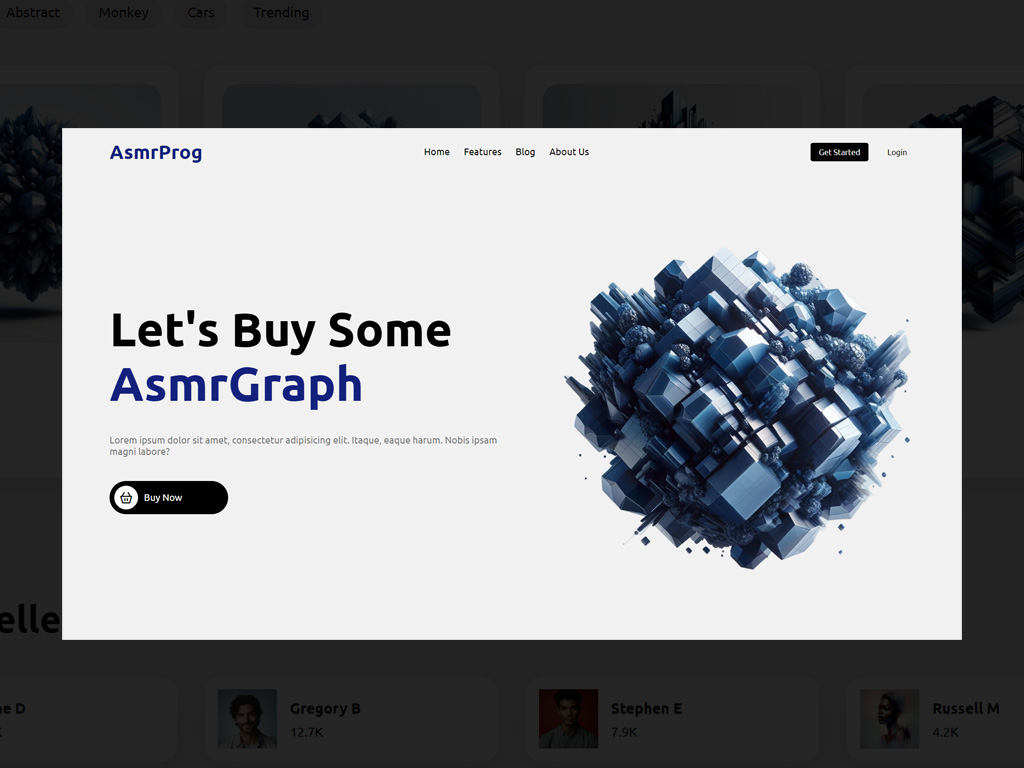 Abstract Monkey Cars Trending
AsmrProg Home Features Blog About Us Get Started Login
Let's Buy Some
AsmrGraph
Lorem ipsum dolor sit amet, consectetur adipisicing elit. Itaque, eaque harum. Nobis ipsam
magni labore?
Buy Now
Gregory B
12.7K
Stephen E
7.9K
Russell M
4.2K